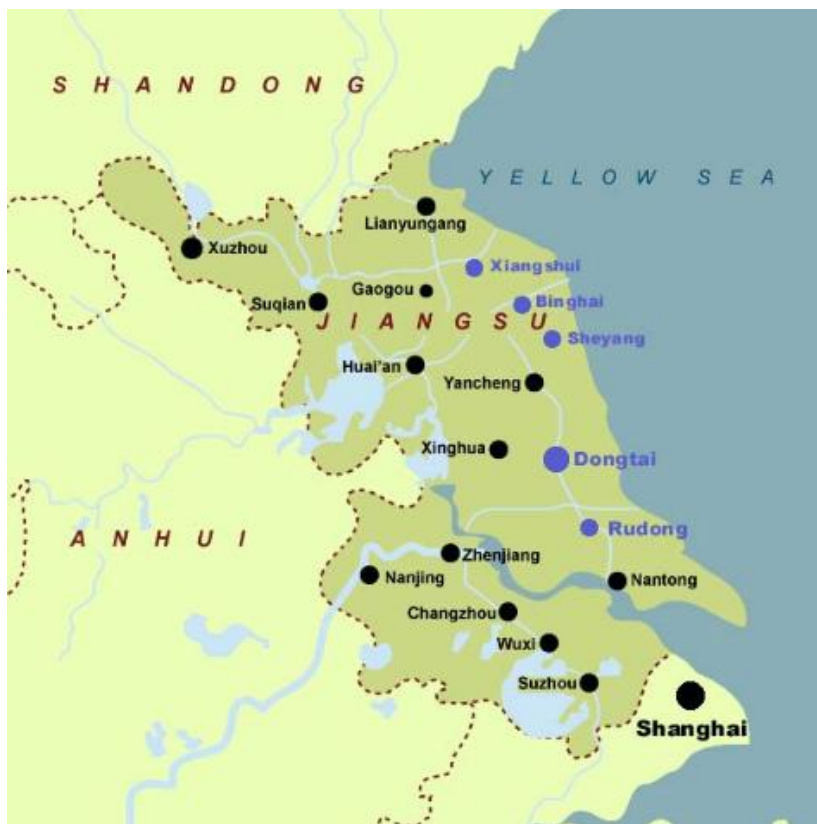 SHANDONG
YELLOW SEA
Lianyungang
Xuzhou
Xiangshui
Gaogou
Suqian
Binghai
JIANGSU
Sheyang
Huai'an
Yancheng
Xinghua
Dongtai
Rudong
ANHUI
Zhenjiang
Nanjing
Nantong
Changzhou
Wuxi
Suzhou
Shanghai